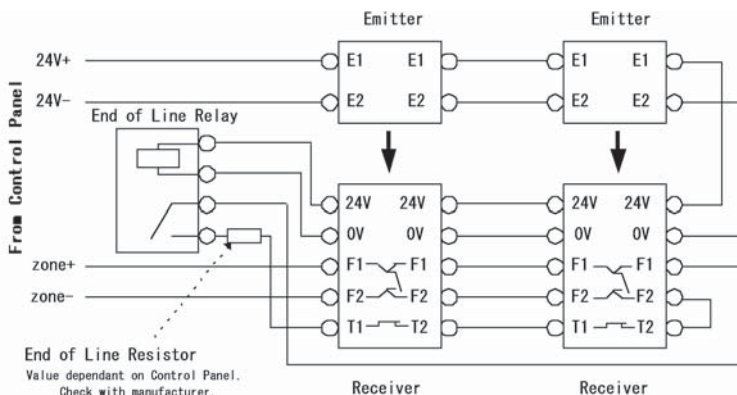 Emitter Emitter
24V+ E1 E1 E1 E1
24V- E2 E2 E2 E2
End of Line Relay
From Control Panel
24V 24V 24V 24V
0V 0V 0V 0V
zone+ F1 F1 F1 F1
zone- F2 F2 F2 F2
T1 T2 T1 T2
End of Line Resistor
Value dependant on Control Panel.
Check with manufacturer.
Receiver Receiver